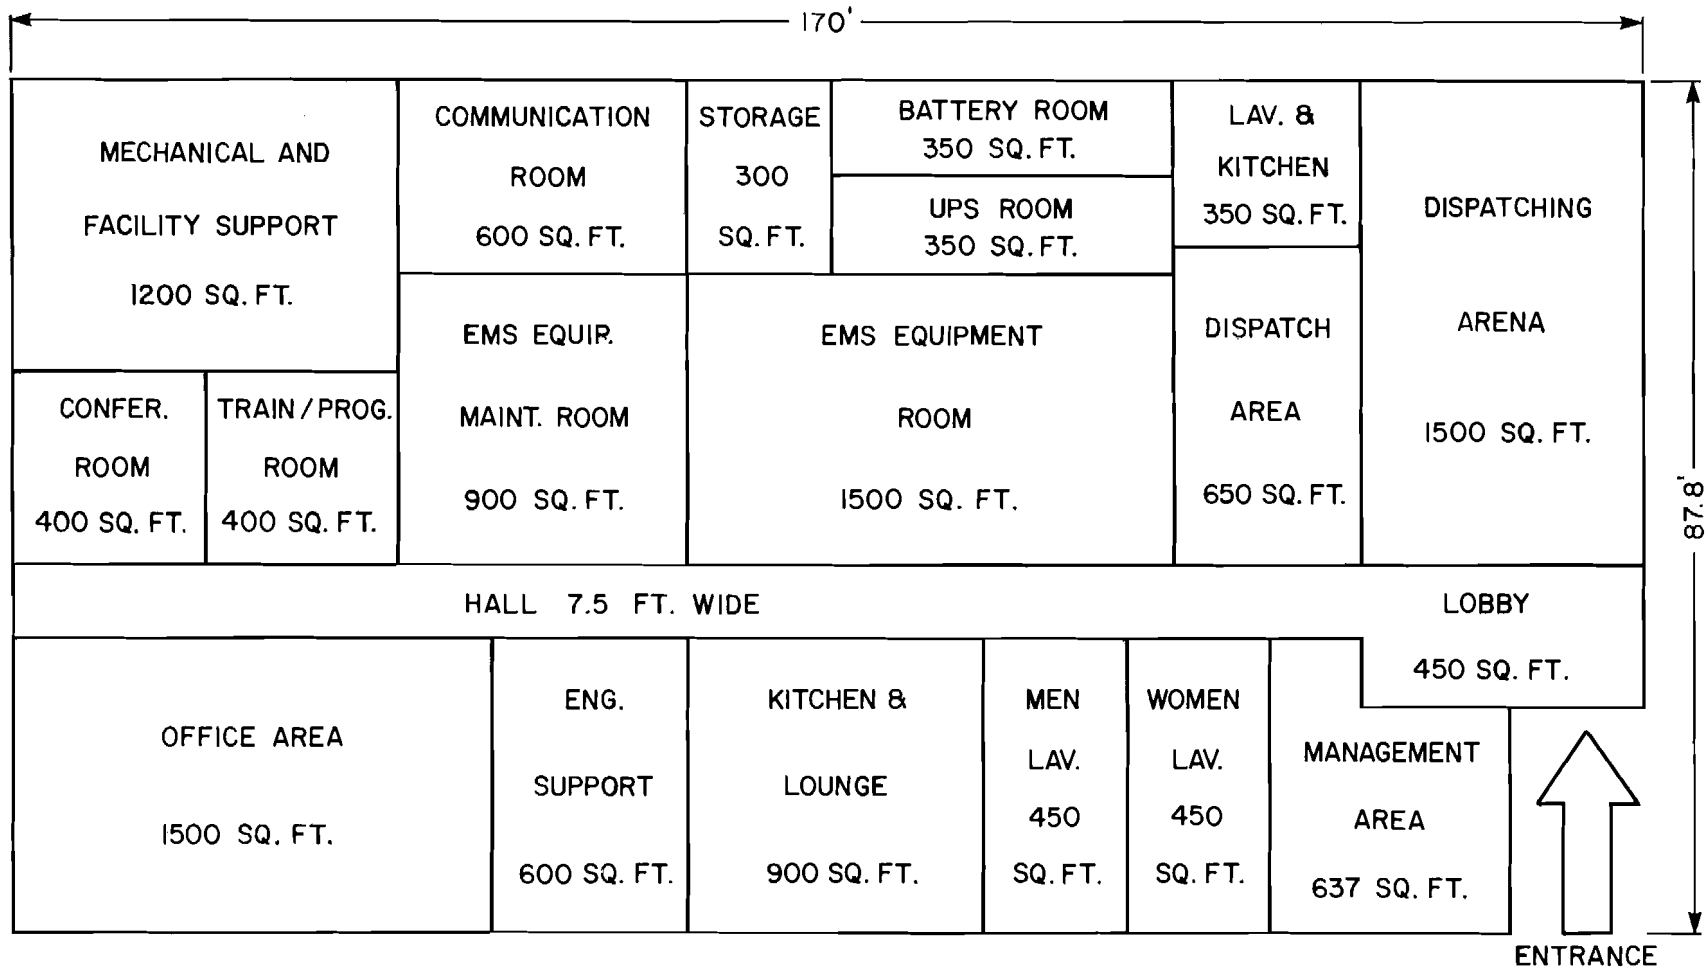 170'
MECHANICAL AND
FACILITY SUPPORT
1200 SQ. FT.
COMMUNICATION
ROOM
600 SQ. FT.
STORAGE
300
SQ. FT.
BATTERY ROOM
350 SQ. FT.
UPS ROOM
350 SQ. FT.
LAV. &
KITCHEN
350 SQ. FT.
DISPATCHING
ARENA
1500 SQ. FT.
CONFER.
ROOM
400 SQ. FT.
TRAIN / PROG.
ROOM
400 SQ. FT.
EMS EQUIR.
MAINT. ROOM
900 SQ. FT.
EMS EQUIPMENT
ROOM
1500 SQ. FT.
DISPATCH
AREA
650 SQ. FT.
87.8'
HALL 7.5 FT. WIDE
LOBBY
450 SQ. FT.
OFFICE AREA
1500 SQ. FT.
ENG.
SUPPORT
600 SQ. FT.
KITCHEN &
LOUNGE
900 SQ. FT.
MEN
LAV.
450
SQ. FT.
WOMEN
LAV.
450
SQ. FT.
MANAGEMENT
AREA
637 SQ. FT.
ENTRANCE